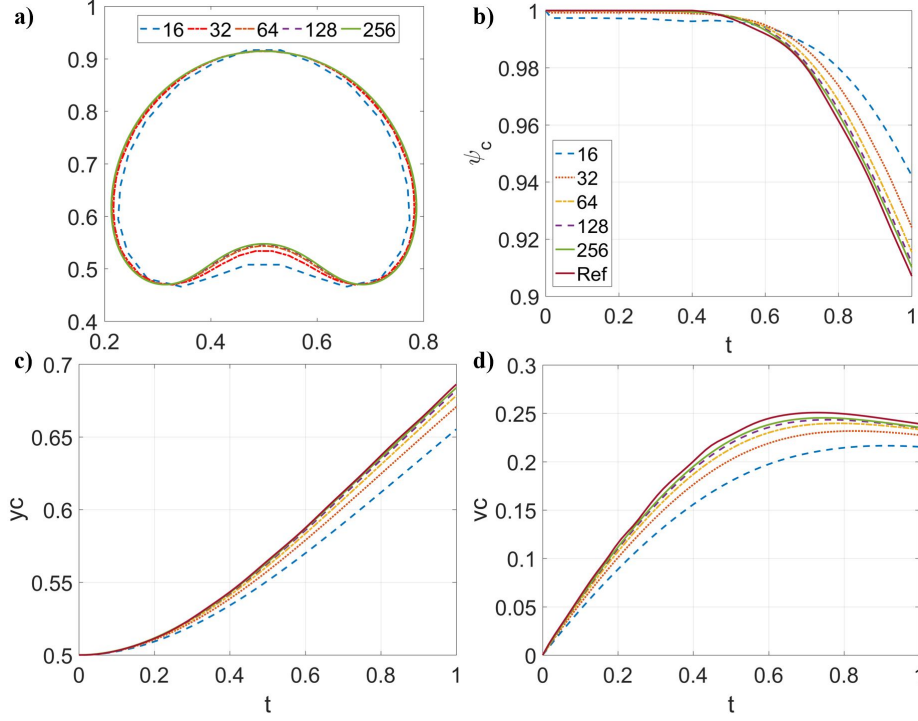 a)
16 32 64 128 256
1
0.9
0.8
0.7
0.6
0.5
0.4
0.2 0.4 0.6 0.8
b)
1
0.98
0.96
0.94
0.92
0.9
ψc
16
32
64
128
256
Ref
0 0.2 0.4 0.6 0.8 1
t
c)
0.7
0.65
0.6
0.55
0.5
yc
0 0.2 0.4 0.6 0.8 1
t
d)
0.3
0.25
0.2
0.15
0.1
0.05
0
vc
0 0.2 0.4 0.6 0.8 1
t